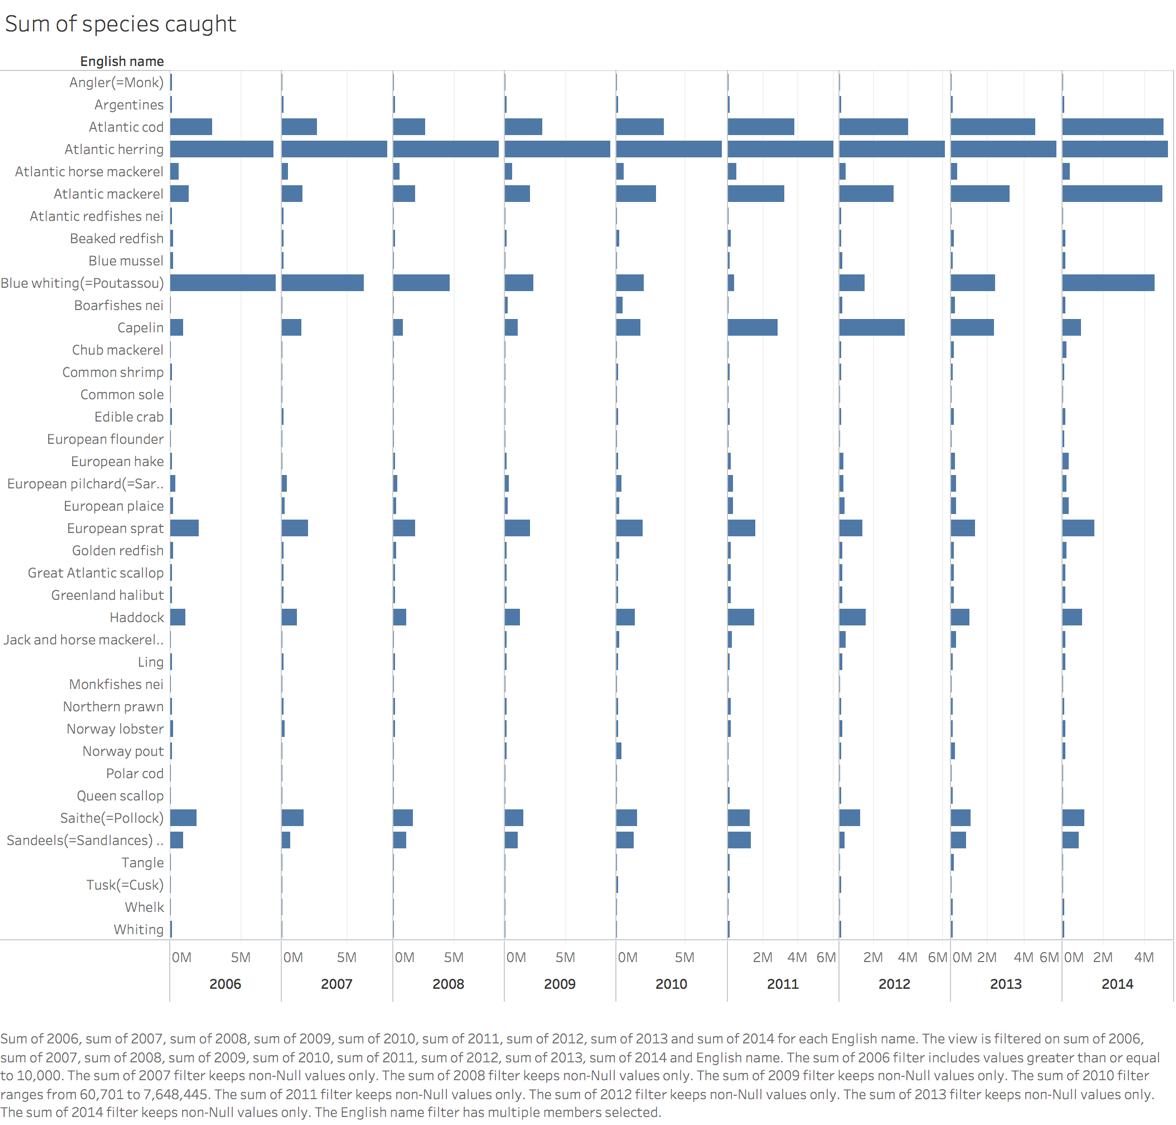 Sum of species caught
English name
Angler(=Monk)
Argentines
Atlantic cod
Atlantic herring
Atlantic horse mackerel
Atlantic mackerel
Atlantic redfishes nei
Beaked redfish
Blue mussel
Blue whiting(=Poutassou)
Boarfishes nei
Capelin
Chub mackerel
Common shrimp
Common sole
Edible crab
European flounder
European hake
European pilchard(=Sar..
European plaice
European sprat
Golden redfish
Great Atlantic scallop
Greenland halibut
Haddock
Jack and horse mackerel..
Ling
Monkfishes nei
Northern prawn
Norway lobster
Norway pout
Polar cod
Queen scallop
Saithe(=Pollock)
Sandeels(=Sandlances) ..
Tangle
Tusk(=Cusk)
Whelk
Whiting
0M 5M 0M 5M 0M 5M 0M 5M 0M 5M 2M 4M 6M 2M 4M 6M 0M 2M 4M 6M 0M 2M 4M
2006 2007 2008 2009 2010 2011 2012 2013 2014
Sum of 2006, sum of 2007, sum of 2008, sum of 2009, sum of 2010, sum of 2011, sum of 2012, sum of 2013 and sum of 2014 for each English name. The view is filtered on sum of 2006,
sum of 2007, sum of 2008, sum of 2009, sum of 2010, sum of 2011, sum of 2012, sum of 2013, sum of 2014 and English name. The sum of 2006 filter includes values greater than or equal
to 10,000. The sum of 2007 filter keeps non-Null values only. The sum of 2008 filter keeps non-Null values only. The sum of 2009 filter keeps non-Null values only. The sum of 2010 filter
ranges from 60,701 to 7,648,445. The sum of 2011 filter keeps non-Null values only. The sum of 2012 filter keeps non-Null values only. The sum of 2013 filter keeps non-Null values only.
The sum of 2014 filter keeps non-Null values only. The English name filter has multiple members selected.